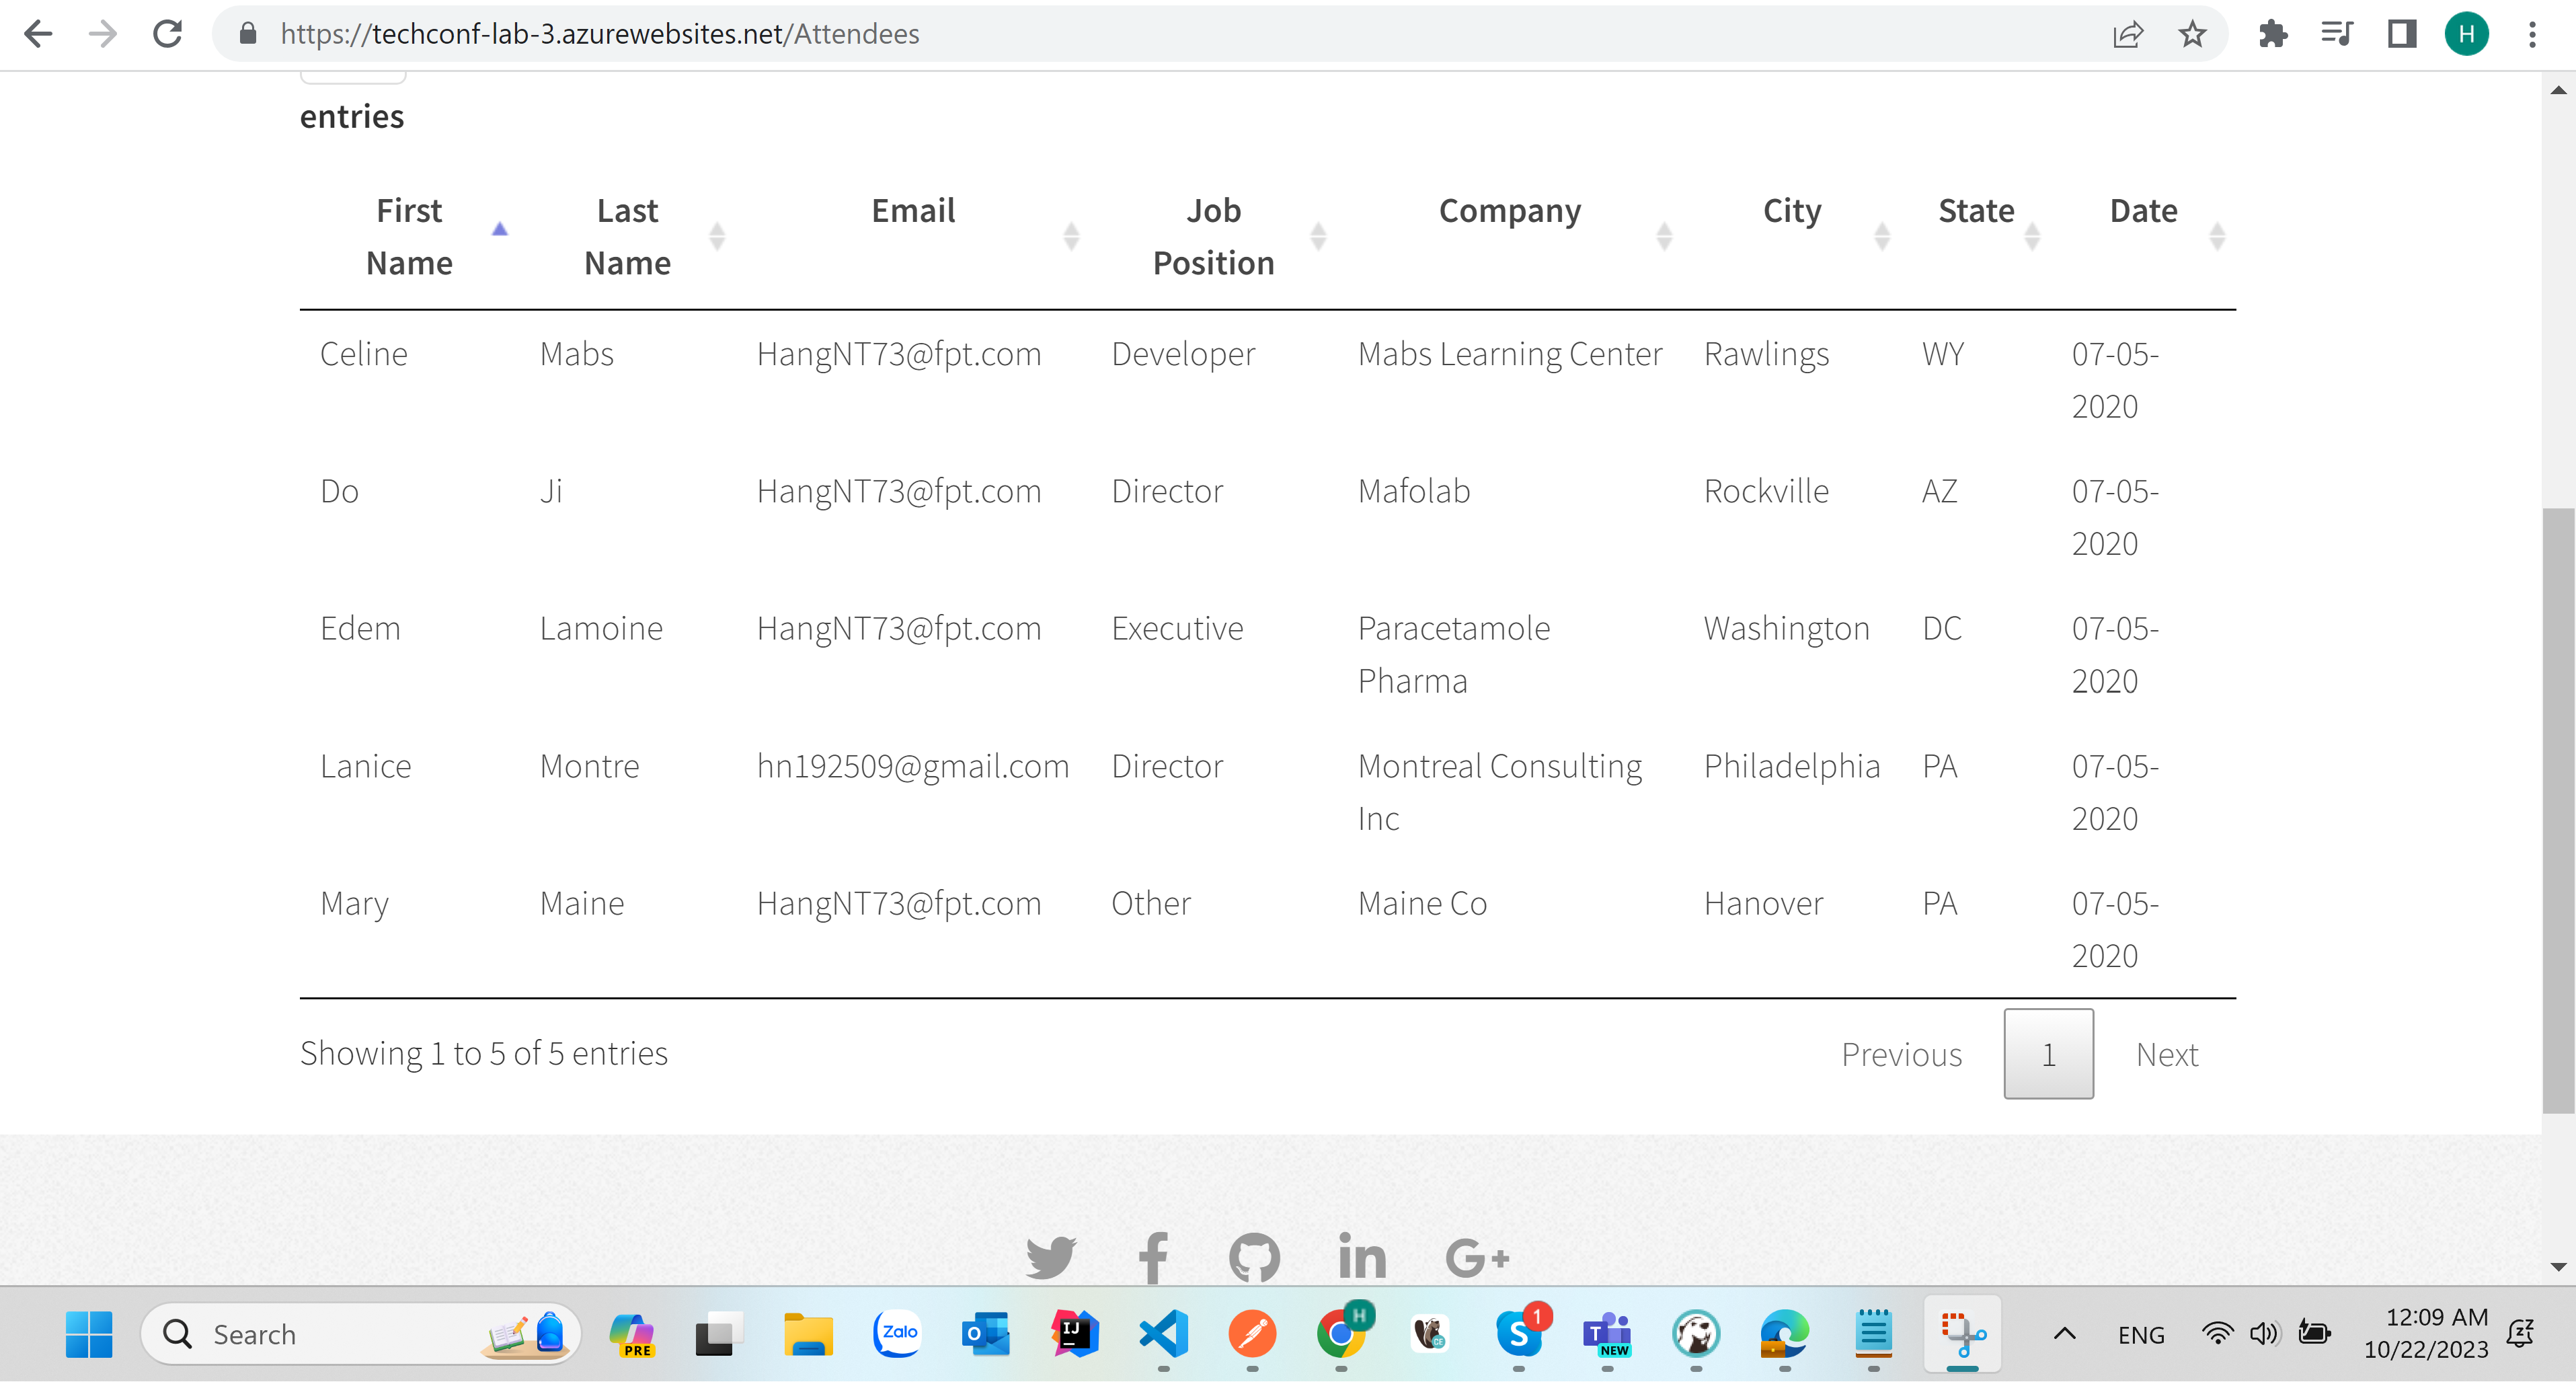 https://techconf-lab-3.azurewebsites.net/Attendees
H
entries
First Name Last Name Email Job Position Company City State Date
Celine Mabs HangNT73@fpt.com Developer Mabs Learning Center Rawlings WY 07-05-2020
Do Ji HangNT73@fpt.com Director Mafolab Rockville AZ 07-05-2020
Edem Lamoine HangNT73@fpt.com Executive Paracetamole Pharma Washington DC 07-05-2020
Lanice Montre hn192509@gmail.com Director Montreal Consulting Inc Philadelphia PA 07-05-2020
Mary Maine HangNT73@fpt.com Other Maine Co Hanover PA 07-05-2020
Showing 1 to 5 of 5 entries
Previous 1 Next
in G+
Search PRE Zalo O IJ H S 1 T NEW ENG 12:09 AM
10/22/2023